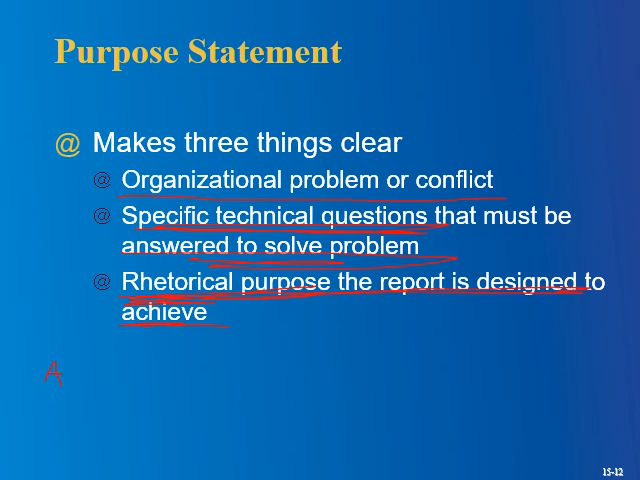 Purpose Statement
@ Makes three things clear
@ Organizational problem or conflict
@ Specific technical questions that must be
answered to solve problem
@ Rhetorical purpose the report is designed to
achieve
A
15-12